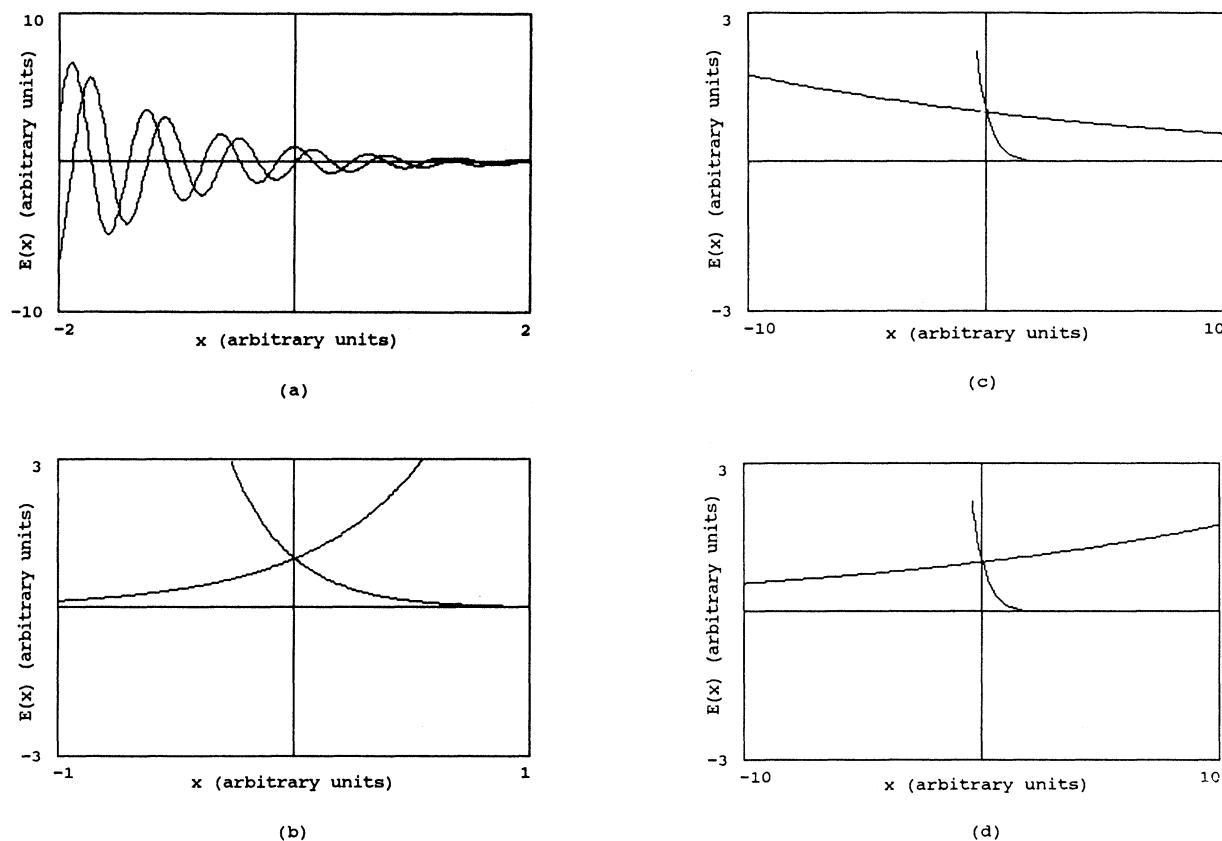 10
E(x) (arbitrary units)
-10
-2
2
x (arbitrary units)
(a)
3
E(x) (arbitrary units)
-3
-1
1
x (arbitrary units)
(b)
3
E(x) (arbitrary units)
-3
-10
10
x (arbitrary units)
(c)
3
E(x) (arbitrary units)
-3
-10
10
x (arbitrary units)
(d)